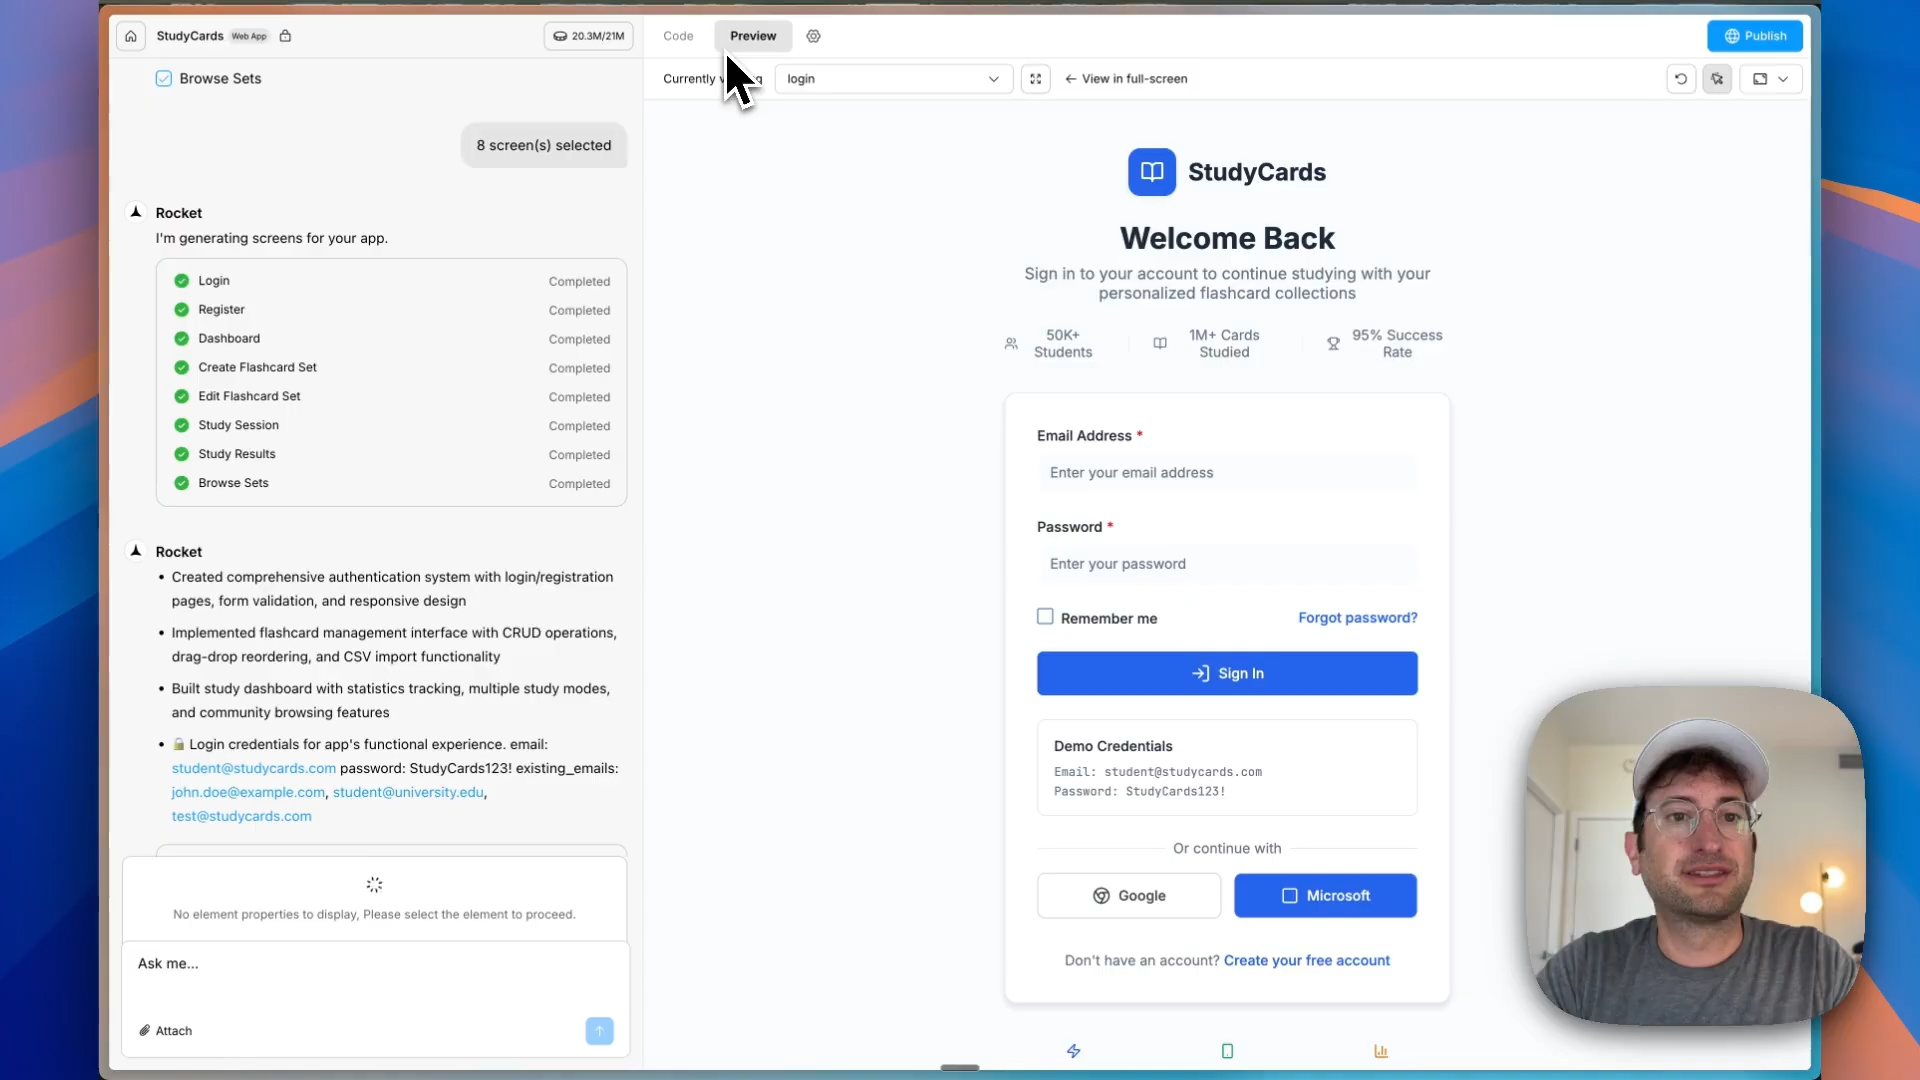 StudyCards Web App
20.3M/21M
Code
Preview
Publish
Browse Sets
Currently
login
View in full-screen
8 screen(s) selected
Rocket
I'm generating screens for your app.
Login Completed
Register Completed
Dashboard Completed
Create Flashcard Set Completed
Edit Flashcard Set Completed
Study Session Completed
Study Results Completed
Browse Sets Completed
Rocket
• Created comprehensive authentication system with login/registration
pages, form validation, and responsive design
• Implemented flashcard management interface with CRUD operations,
drag-drop reordering, and CSV import functionality
• Built study dashboard with statistics tracking, multiple study modes,
and community browsing features
• Login credentials for app's functional experience. email:
student@studycards.com password: StudyCards123! existing_emails:
john.doe@example.com, student@university.edu,
test@studycards.com
No element properties to display, Please select the element to proceed.
Ask me...
Attach
StudyCards
Welcome Back
Sign in to your account to continue studying with your
personalized flashcard collections
50K+
Students
1M+ Cards
Studied
95% Success
Rate
Email Address *
Enter your email address
Password *
Enter your password
Remember me
Forgot password?
Sign In
Demo Credentials
Email: student@studycards.com
Password: StudyCards123!
Or continue with
Google
Microsoft
Don't have an account? Create your free account